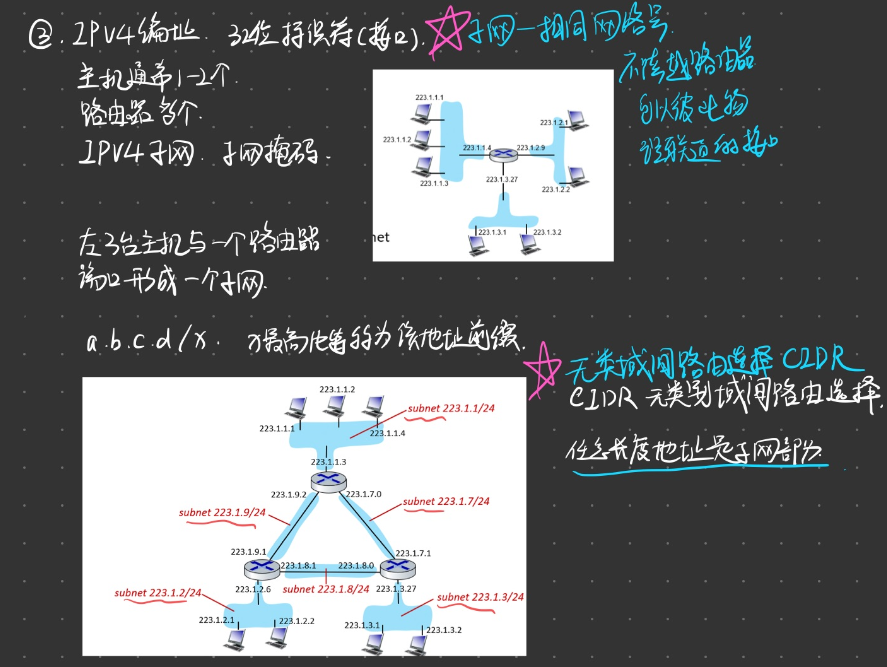 ③. IPV4编址. 32位标识符(接口). ☆子网—相同网络号
不跨越路由器
可以彼此物
理联通的接口
主机通常1-2个.
路由器多个.
IPV4子网. 子网掩码.
223.1.1.1
223.1.1.2
223.1.1.3
223.1.1.4
223.1.2.9
223.1.2.1
223.1.2.2
223.1.3.27
223.1.3.1
223.1.3.2
net
左3台主机与一个路由器
端口形成一个子网.
a.b.c.d/x. x最高比特的为该地址前缀.
☆无类域间路由选择 CIDR
CIDR 无类别域间路由选择.
任意长度地址是子网部分.
223.1.1.2
subnet 223.1.1/24
223.1.1.1
223.1.1.4
223.1.1.3
223.1.9.2
223.1.7.0
subnet 223.1.9/24
subnet 223.1.7/24
223.1.9.1
223.1.7.1
223.1.8.1
223.1.8.0
223.1.2.6
subnet 223.1.8/24
223.1.3.27
subnet 223.1.2/24
subnet 223.1.3/24
223.1.2.1
223.1.2.2
223.1.3.1
223.1.3.2